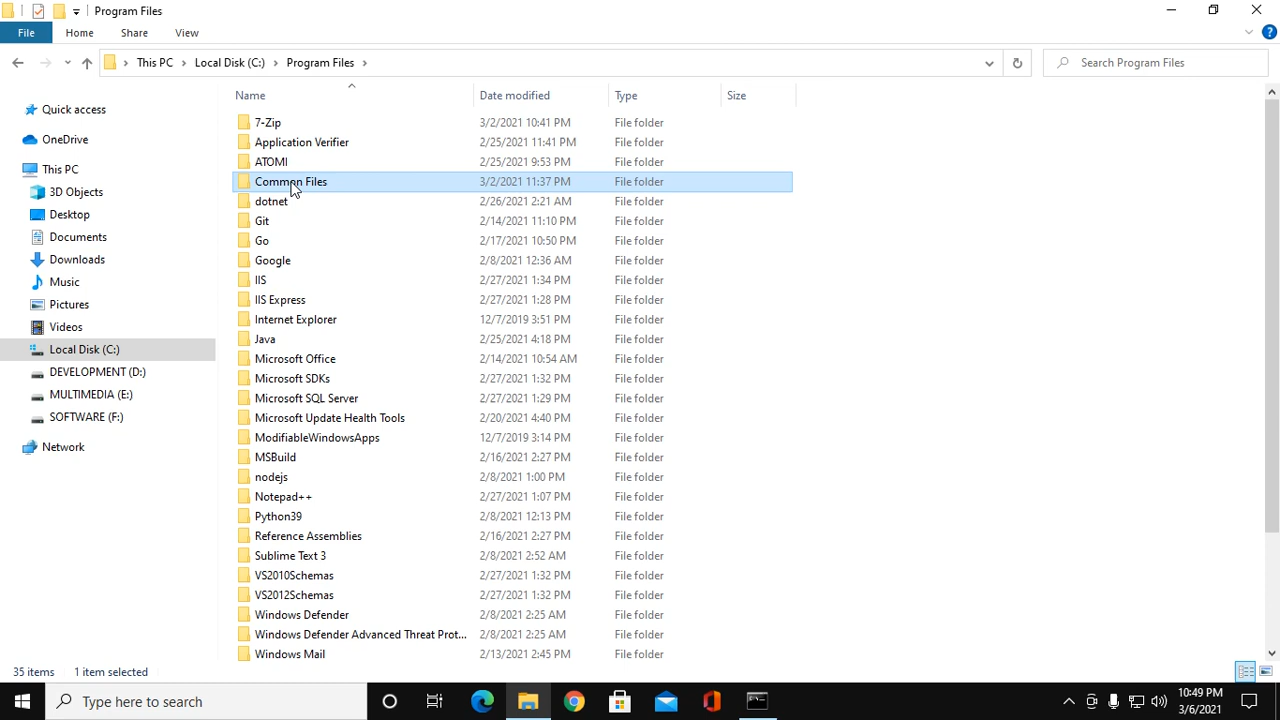 Program Files
File Home Share View
This PC Local Disk (C:) Program Files
Search Program Files
Name Date modified Type Size
Quick access
OneDrive
This PC
3D Objects
Desktop
Documents
Downloads
Music
Pictures
Videos
Local Disk (C:)
DEVELOPMENT (D:)
MULTIMEDIA (E:)
SOFTWARE (F:)
Network
7-Zip 3/2/2021 10:41 PM File folder
Application Verifier 2/25/2021 11:41 PM File folder
ATOMI 2/25/2021 9:53 PM File folder
Common Files 3/2/2021 11:37 PM File folder
dotnet 2/26/2021 2:21 AM File folder
Git 2/14/2021 11:10 PM File folder
Go 2/17/2021 10:50 PM File folder
Google 2/8/2021 12:36 AM File folder
IIS 2/27/2021 1:34 PM File folder
IIS Express 2/27/2021 1:28 PM File folder
Internet Explorer 12/7/2019 3:51 PM File folder
Java 2/25/2021 4:18 PM File folder
Microsoft Office 2/14/2021 10:54 AM File folder
Microsoft SDKs 2/27/2021 1:32 PM File folder
Microsoft SQL Server 2/27/2021 1:29 PM File folder
Microsoft Update Health Tools 2/20/2021 4:40 PM File folder
ModifiableWindowsApps 12/7/2019 3:14 PM File folder
MSBuild 2/16/2021 2:27 PM File folder
nodejs 2/8/2021 1:00 PM File folder
Notepad++ 2/27/2021 1:07 PM File folder
Python39 2/8/2021 12:13 PM File folder
Reference Assemblies 2/16/2021 2:27 PM File folder
Sublime Text 3 2/8/2021 2:52 AM File folder
VS2010Schemas 2/27/2021 1:32 PM File folder
VS2012Schemas 2/27/2021 1:32 PM File folder
Windows Defender 2/8/2021 2:25 AM File folder
Windows Defender Advanced Threat Prot... 2/8/2021 2:25 AM File folder
Windows Mail 2/13/2021 2:45 PM File folder
35 items 1 item selected
Type here to search
10:49 PM
3/6/2021